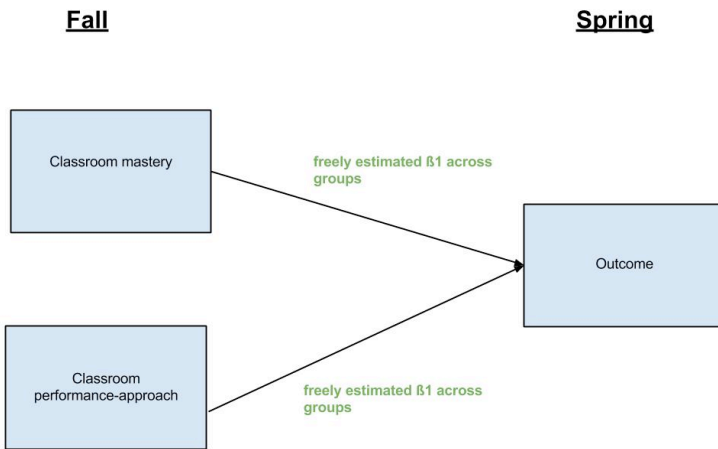 Fall
Spring
Classroom mastery
freely estimated ß1 across
groups
Outcome
Classroom
performance-approach
freely estimated ß1 across
groups